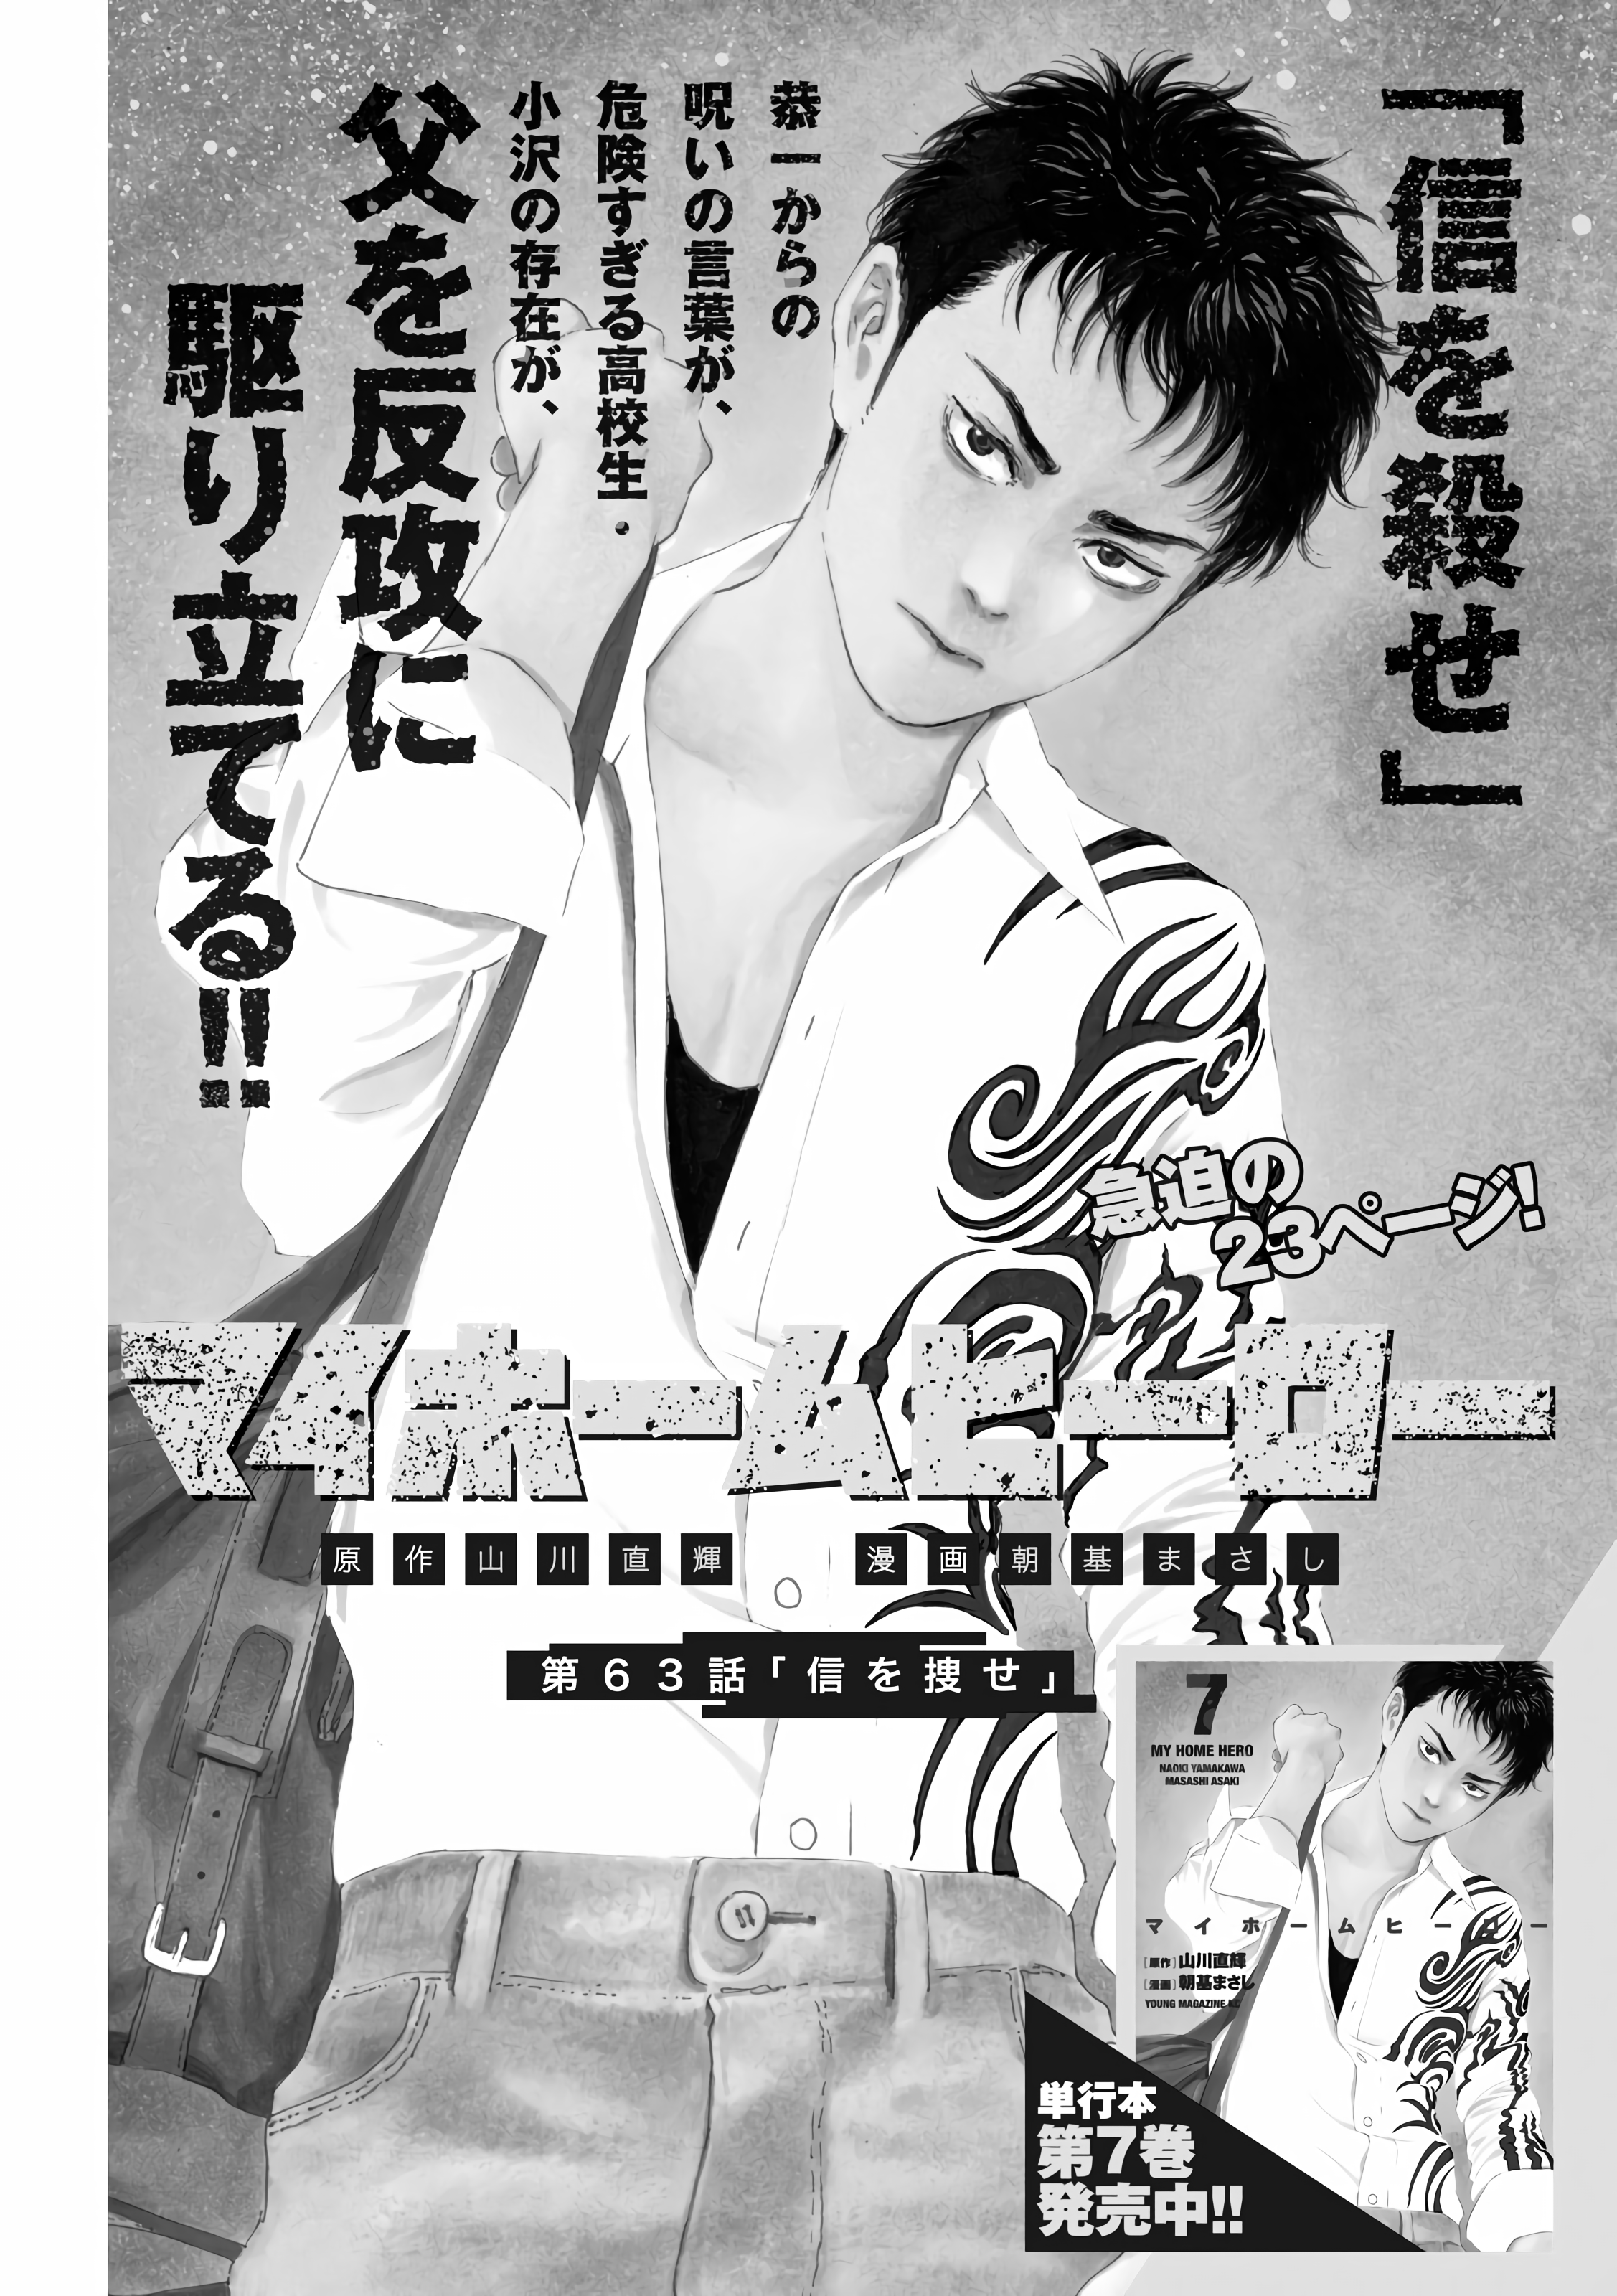 「信を殺せ」
恭一からの
呪いの言葉が、
危険すぎる高校生・
小沢の存在が、
父を反攻に
駆り立てる!!
急迫の
23ページ!
マイホームヒーロー
原作山川直輝 漫画朝基まさし
第63話「信を捜せ」
7
MY HOME HERO
NAOKI YAMAKAWA
MASASHI ASAKI
マイホームヒーロー
[原作]山川直輝
[漫画]朝基まさし
YOUNG MAGAZINE KC
単行本
第7巻
発売中!!